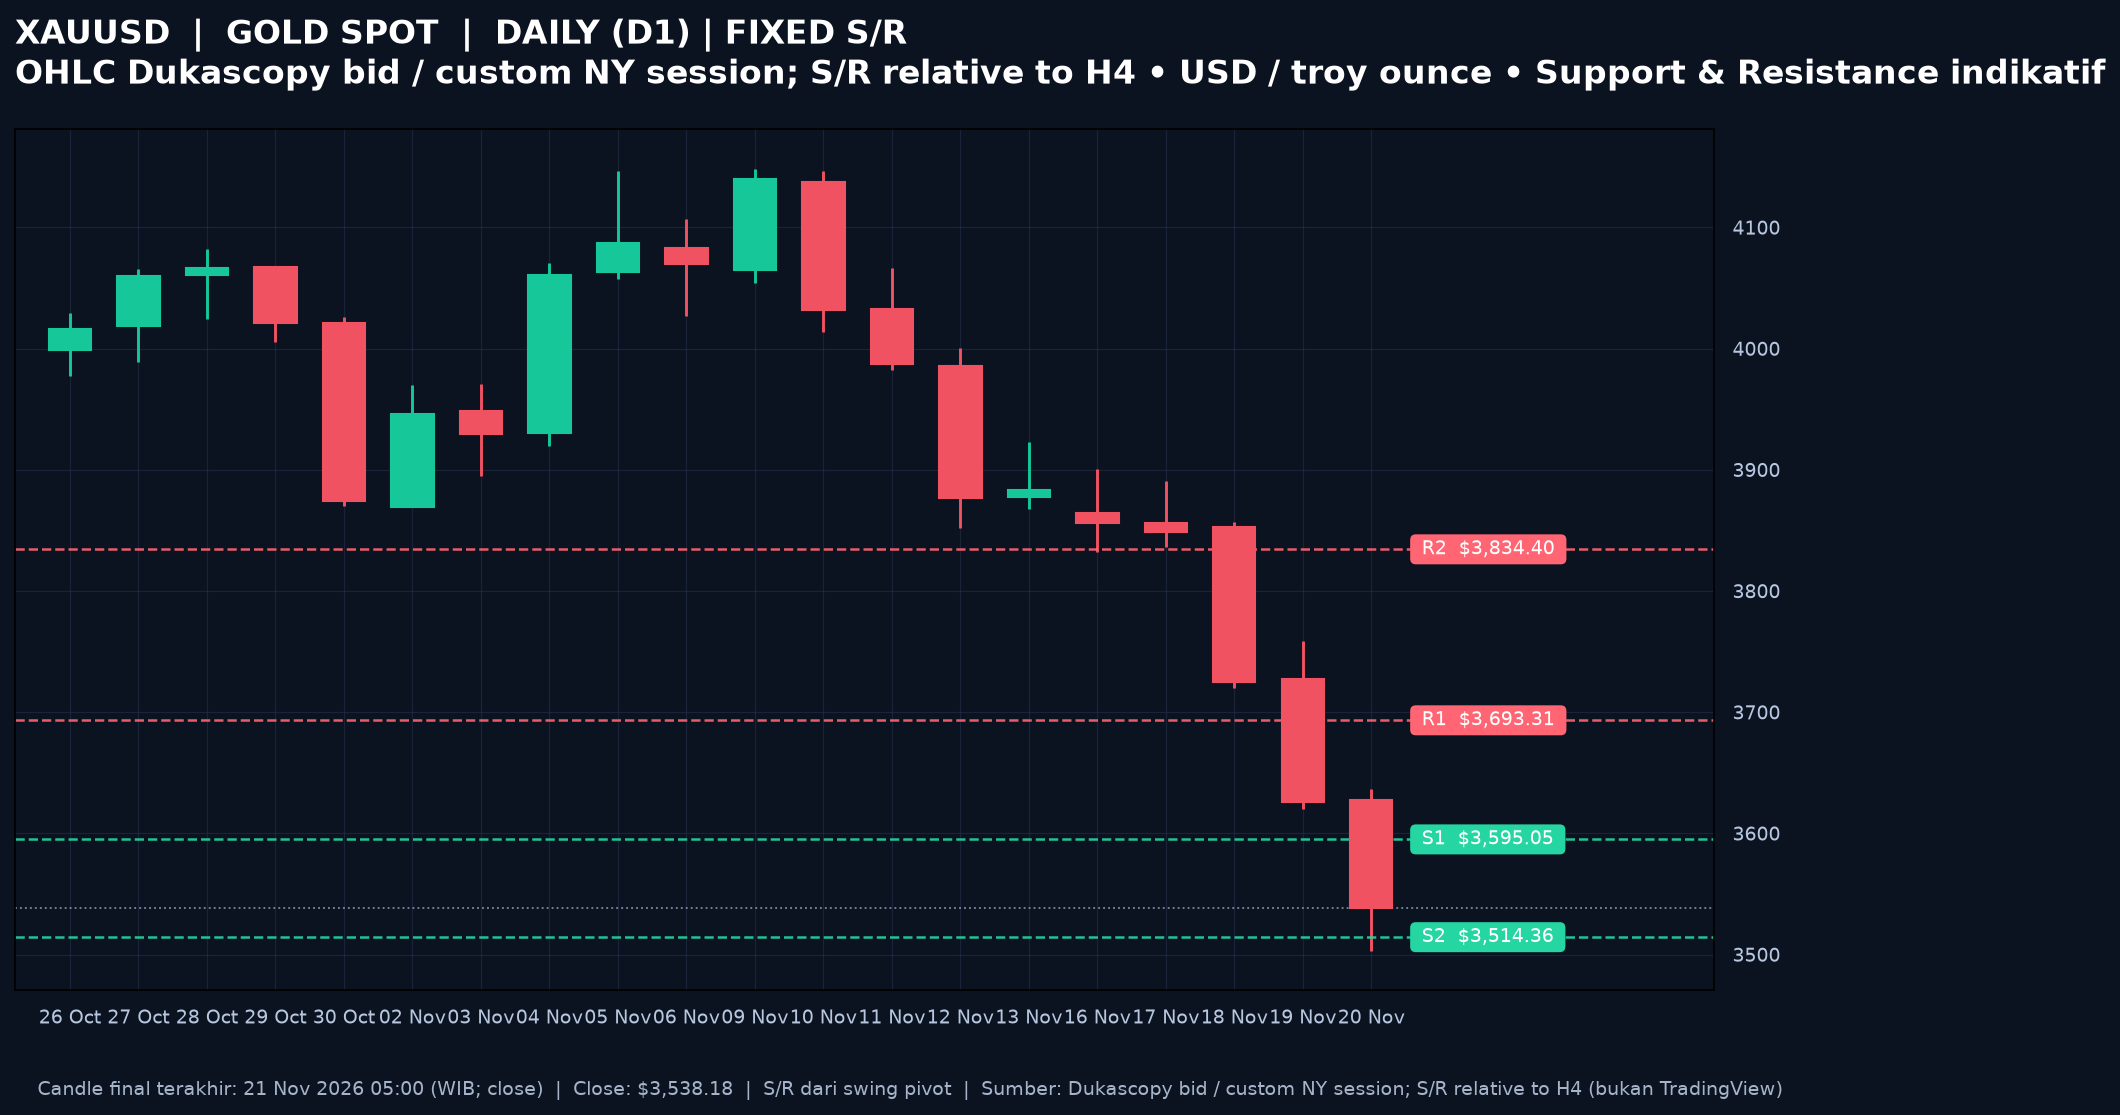 XAUUSD | GOLD SPOT | DAILY (D1) | FIXED S/R
OHLC Dukascopy bid / custom NY session; S/R relative to H4 • USD / troy ounce • Support & Resistance indikatif
4100
4000
3900
R2 $3,834.40
3800
3700
R1 $3,693.31
3600
S1 $3,595.05
S2 $3,514.36
3500
26 Oct 27 Oct 28 Oct 29 Oct 30 Oct 02 Nov 03 Nov 04 Nov 05 Nov 06 Nov 09 Nov 10 Nov 11 Nov 12 Nov 13 Nov 16 Nov 17 Nov 18 Nov 19 Nov 20 Nov
Candle final terakhir: 21 Nov 2026 05:00 (WIB; close) | Close: $3,538.18 | S/R dari swing pivot | Sumber: Dukascopy bid / custom NY session; S/R relative to H4 (bukan TradingView)